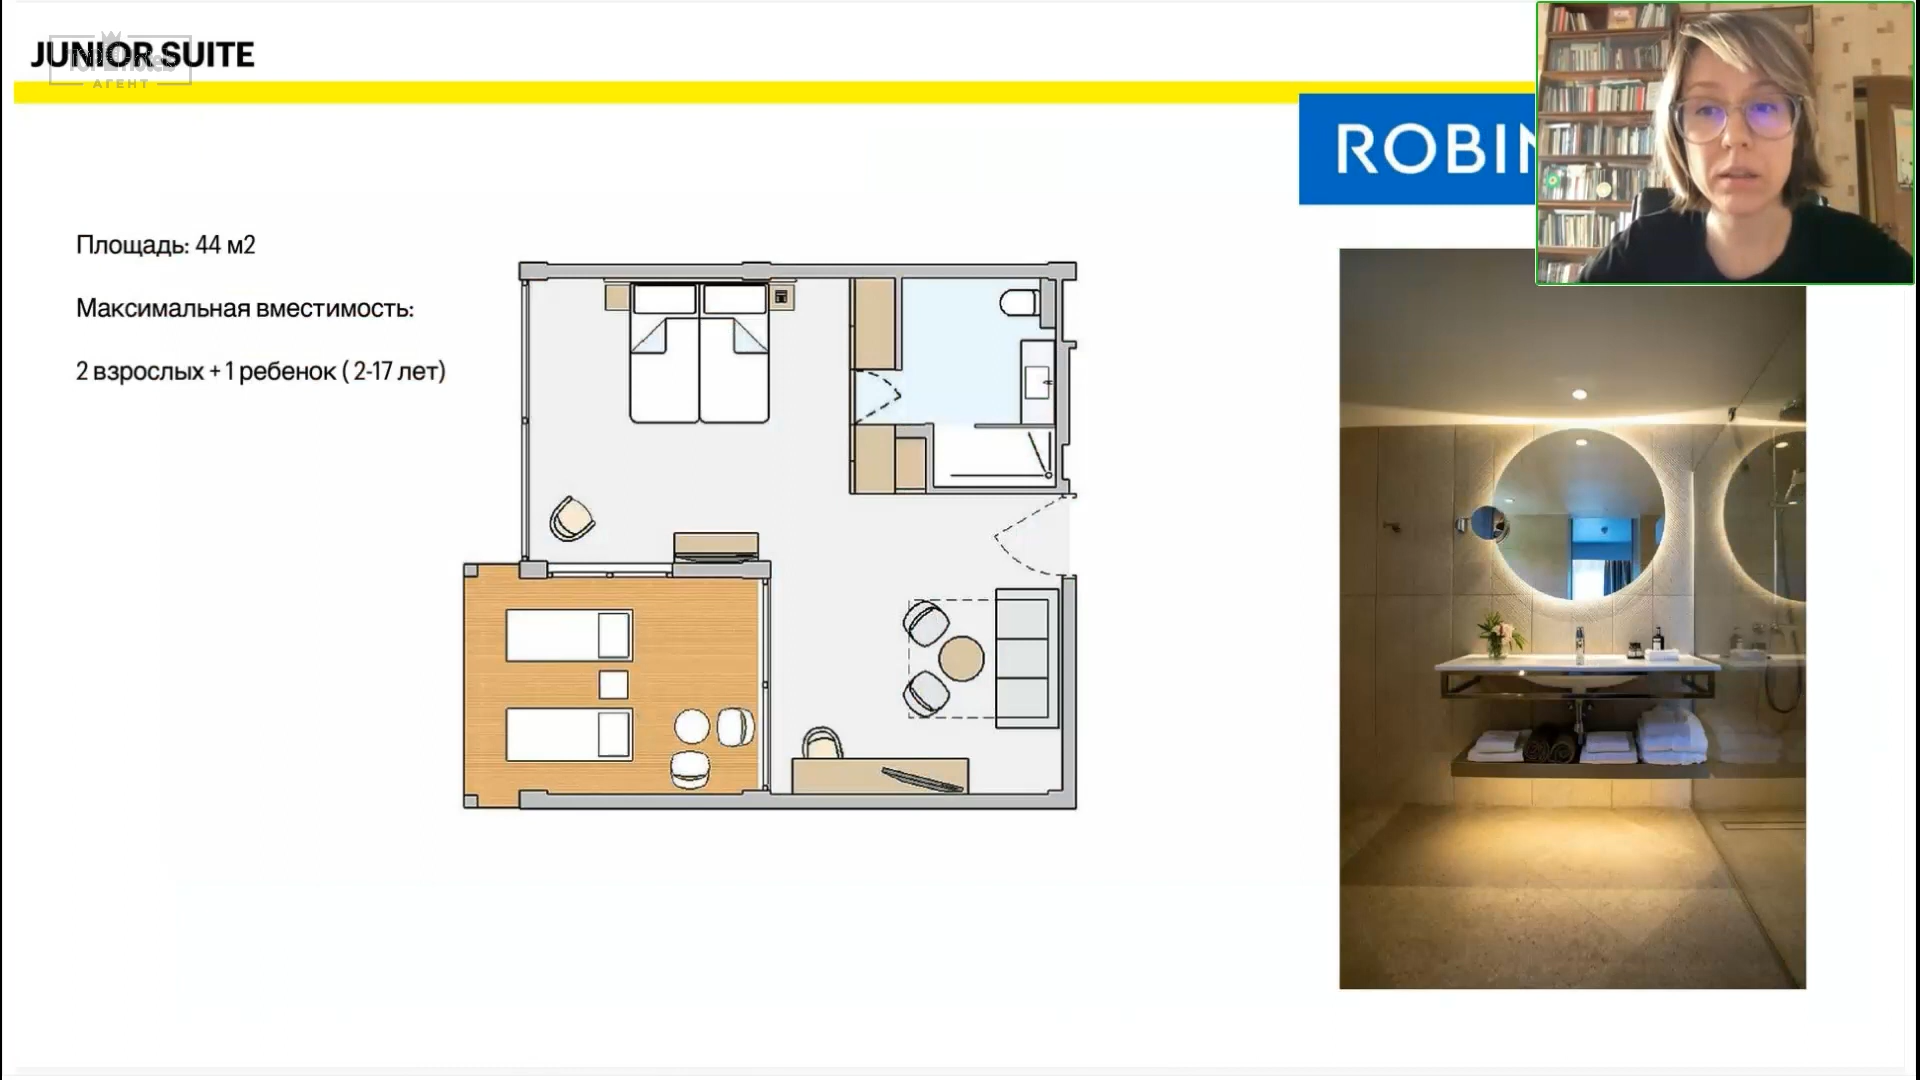 JUNIOR SUITE
АГЕНТ
ROBIN
Площадь: 44 м2
Максимальная вместимость:
2 взрослых + 1 ребенок ( 2-17 лет)